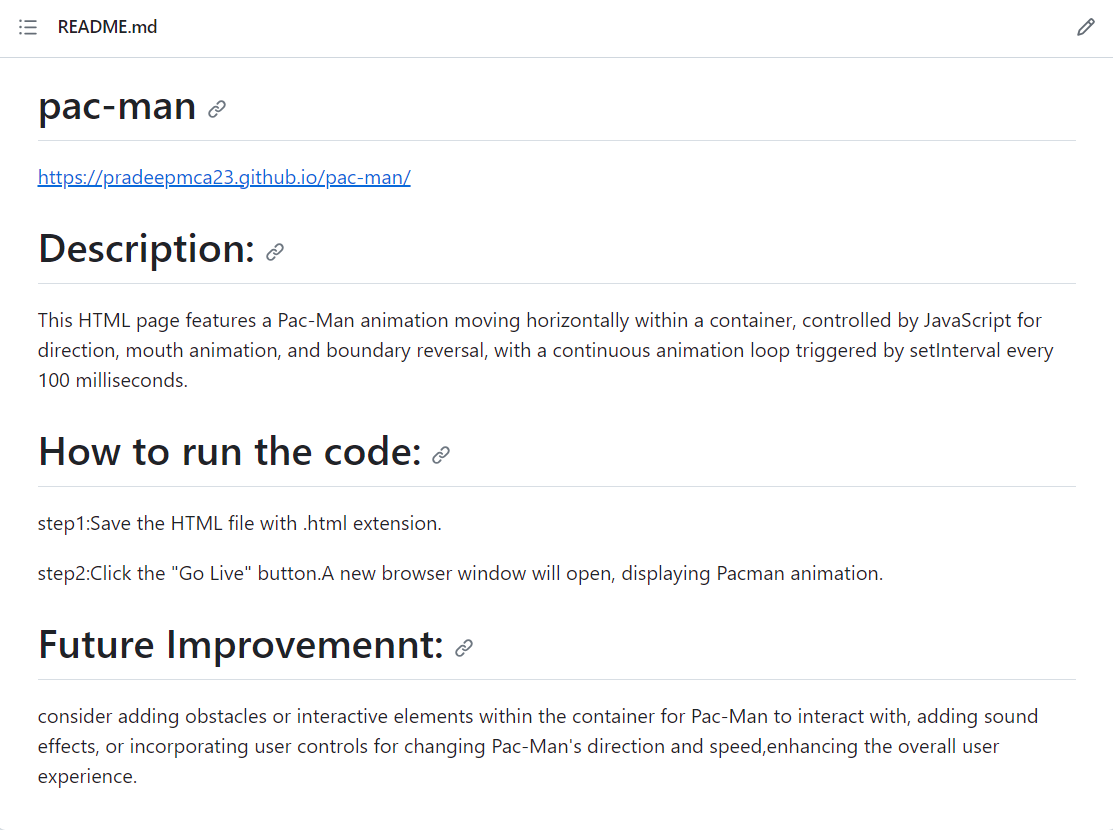 README.md
pac-man
https://pradeepmca23.github.io/pac-man/
Description:
This HTML page features a Pac-Man animation moving horizontally within a container, controlled by JavaScript for
direction, mouth animation, and boundary reversal, with a continuous animation loop triggered by setInterval every
100 milliseconds.
How to run the code:
step1:Save the HTML file with .html extension.
step2:Click the "Go Live" button.A new browser window will open, displaying Pacman animation.
Future Improvemennt:
consider adding obstacles or interactive elements within the container for Pac-Man to interact with, adding sound
effects, or incorporating user controls for changing Pac-Man's direction and speed,enhancing the overall user
experience.